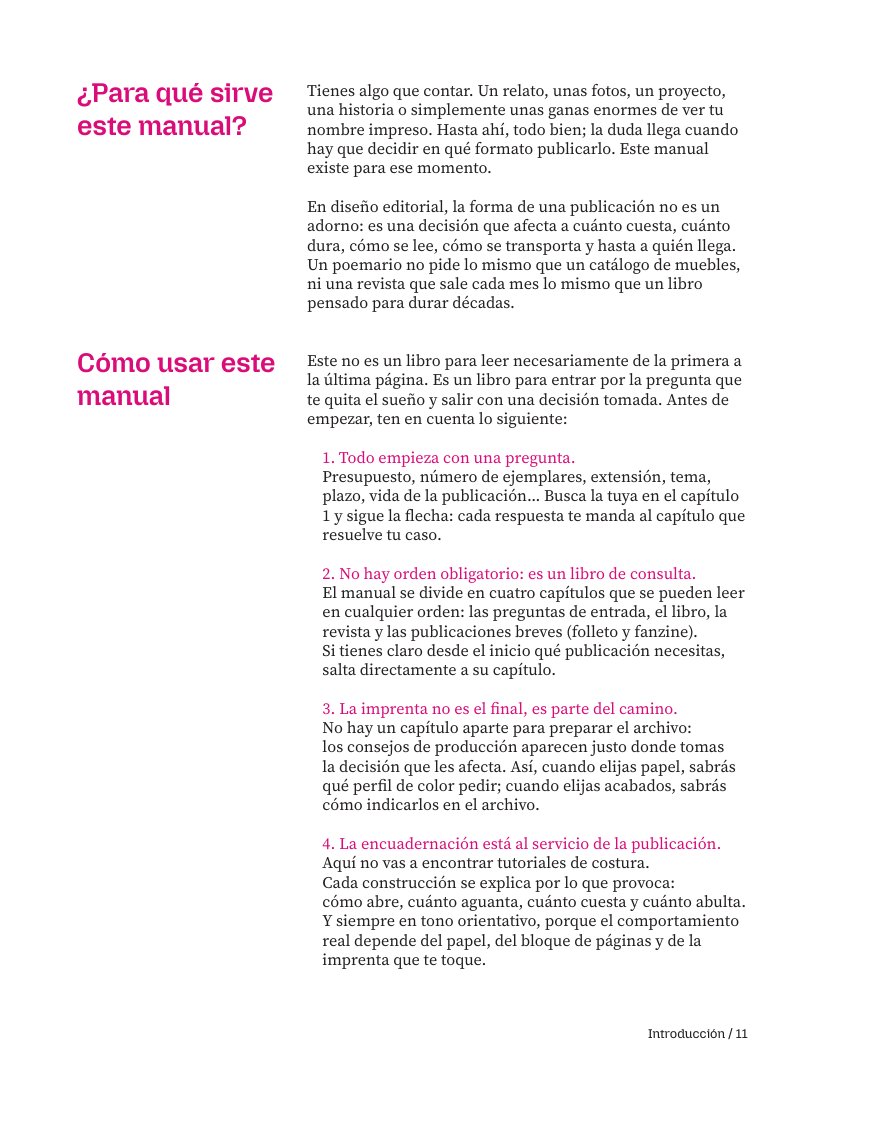 ¿Para qué sirve
este manual?
Tienes algo que contar. Un relato, unas fotos, un proyecto,
una historia o simplemente unas ganas enormes de ver tu
nombre impreso. Hasta ahí, todo bien; la duda llega cuando
hay que decidir en qué formato publicarlo. Este manual
existe para ese momento.
En diseño editorial, la forma de una publicación no es un
adorno: es una decisión que afecta a cuánto cuesta, cuánto
dura, cómo se lee, cómo se transporta y hasta a quién llega.
Un poemario no pide lo mismo que un catálogo de muebles,
ni una revista que sale cada mes lo mismo que un libro
pensado para durar décadas.
Cómo usar este
manual
Este no es un libro para leer necesariamente de la primera a
la última página. Es un libro para entrar por la pregunta que
te quita el sueño y salir con una decisión tomada. Antes de
empezar, ten en cuenta lo siguiente:
1. Todo empieza con una pregunta.
Presupuesto, número de ejemplares, extensión, tema,
plazo, vida de la publicación... Busca la tuya en el capítulo
1 y sigue la flecha: cada respuesta te manda al capítulo que
resuelve tu caso.
2. No hay orden obligatorio: es un libro de consulta.
El manual se divide en cuatro capítulos que se pueden leer
en cualquier orden: las preguntas de entrada, el libro, la
revista y las publicaciones breves (folleto y fanzine).
Si tienes claro desde el inicio qué publicación necesitas,
salta directamente a su capítulo.
3. La imprenta no es el final, es parte del camino.
No hay un capítulo aparte para preparar el archivo:
los consejos de producción aparecen justo donde tomas
la decisión que les afecta. Así, cuando elijas papel, sabrás
qué perfil de color pedir; cuando elijas acabados, sabrás
cómo indicarlos en el archivo.
4. La encuadernación está al servicio de la publicación.
Aquí no vas a encontrar tutoriales de costura.
Cada construcción se explica por lo que provoca:
cómo abre, cuánto aguanta, cuánto cuesta y cuánto abulta.
Y siempre en tono orientativo, porque el comportamiento
real depende del papel, del bloque de páginas y de la
imprenta que te toque.
Introducción / 11